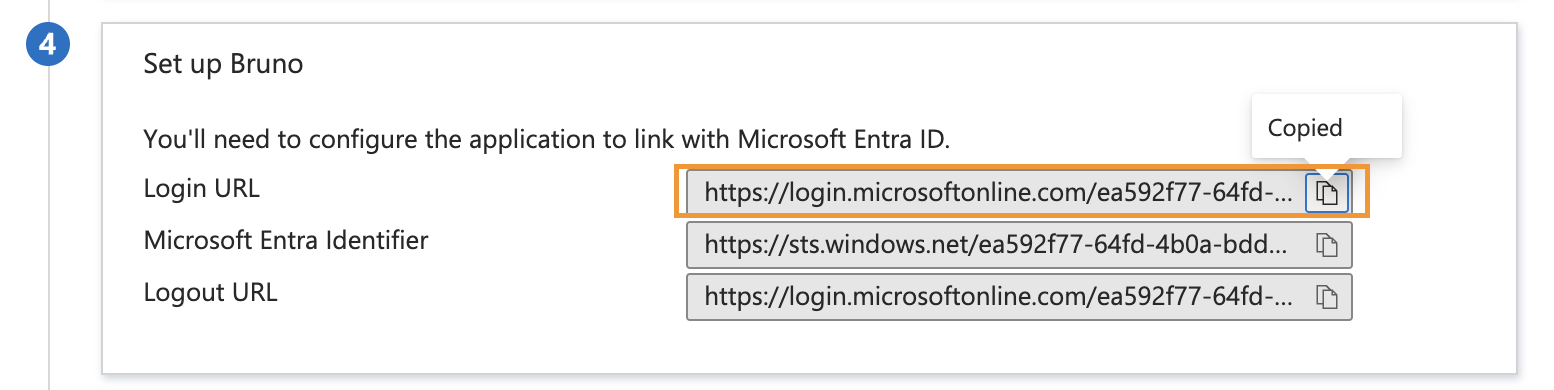 4
Set up Bruno
Copied
You'll need to configure the application to link with Microsoft Entra ID.
Login URL
https://login.microsoftonline.com/ea592f77-64fd-...
Microsoft Entra Identifier
https://sts.windows.net/ea592f77-64fd-4b0a-bdd...
Logout URL
https://login.microsoftonline.com/ea592f77-64fd-...